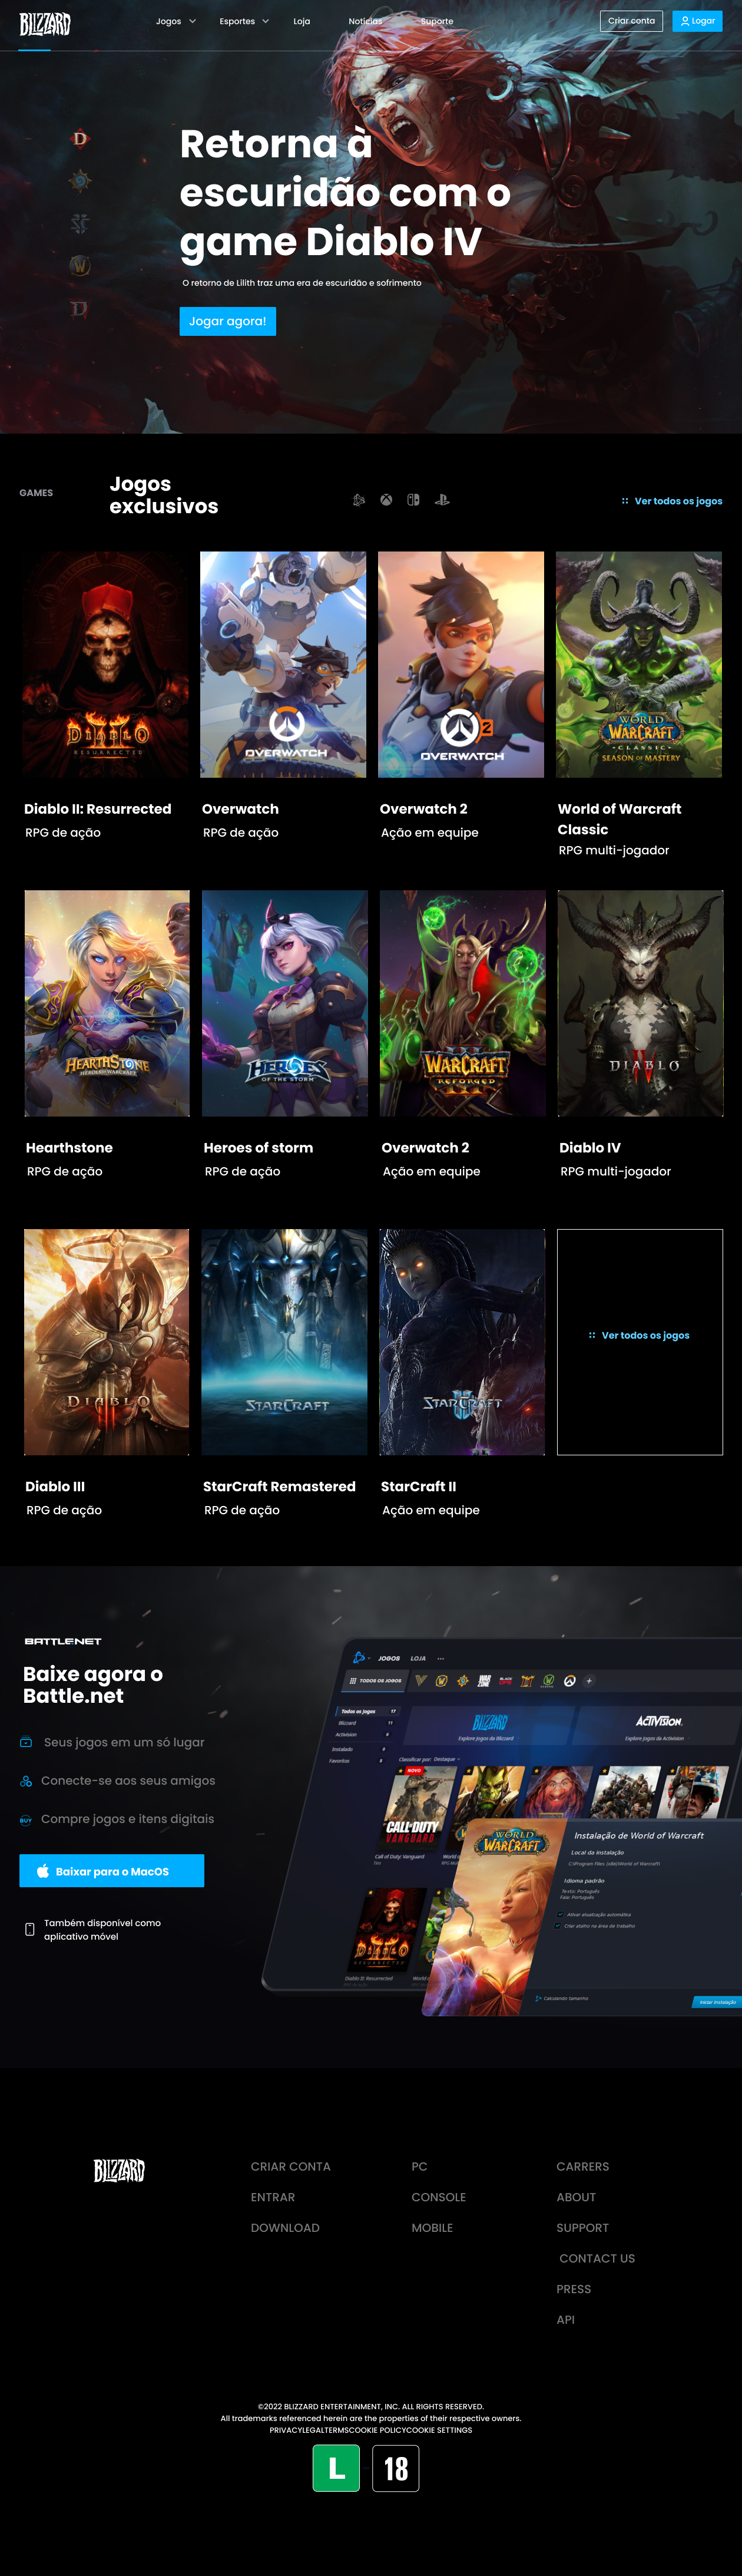 BLIZZARD
Jogos
Esportes
Loja
Notícias
Suporte
Criar conta
Logar
Retorna à
escuridão com o
game Diablo IV
O retorno de Lilith traz uma era de escuridão e sofrimento
Jogar agora!
GAMES
Jogos
exclusivos
Ver todos os jogos
DIABLO
RESURRECTED
OVERWATCH
2
OVERWATCH
WORLD
WARCRAFT
CLASSIC
SEASON OF MASTERY
Diablo II: Resurrected
RPG de ação
Overwatch
RPG de ação
Overwatch 2
Ação em equipe
World of Warcraft
Classic
RPG multi-jogador
HEARTHSTONE
HEROES OF WARCRAFT
HEROES
OF THE STORM
WARCRAFT
REFORGED
III
DIABLO
IV
Hearthstone
RPG de ação
Heroes of storm
RPG de ação
Overwatch 2
Ação em equipe
Diablo IV
RPG multi-jogador
DIABLO
III
STARCRAFT
STARCRAFT
II
Ver todos os jogos
Diablo III
RPG de ação
StarCraft Remastered
RPG de ação
StarCraft II
Ação em equipe
BATTLE.NET
Baixe agora o
Battle.net
Seus jogos em um só lugar
Conecte-se aos seus amigos
BUY
Compre jogos e itens digitais
Baixar para o MacOS
Também disponível como
aplicativo móvel
JOGOS
LOJA
TODOS OS JOGOS
WAR
ZONE
Todos os jogos 17
Blizzard 11
Activision 6
Instalado 0
Favoritos 0
BLIZZARD
Explore jogos da Blizzard
ACTIVISION
Explore jogos da Activision
Classificar por: Destaque
NOVO
CALL OF DUTY
VANGUARD
Call of Duty: Vanguard
DIABLO
RESURRECTED
Diablo II: Resurrected
WORLD
WARCRAFT
Instalação de World of Warcraft
Local da instalação
C:\Program Files (x86)\World of Warcraft\
Idioma padrão
Texto: Português
Fala: Português
Ativar atualização automática
Criar atalho na área de trabalho
Calculando tamanho
Iniciar instalação
BLIZZARD
CRIAR CONTA
ENTRAR
DOWNLOAD
PC
CONSOLE
MOBILE
CARRERS
ABOUT
SUPPORT
CONTACT US
PRESS
API
©2022 BLIZZARD ENTERTAINMENT, INC. ALL RIGHTS RESERVED.
All trademarks referenced herein are the properties of their respective owners.
PRIVACYLEGALTERMSCOOKIE POLICYCOOKIE SETTINGS
L
18